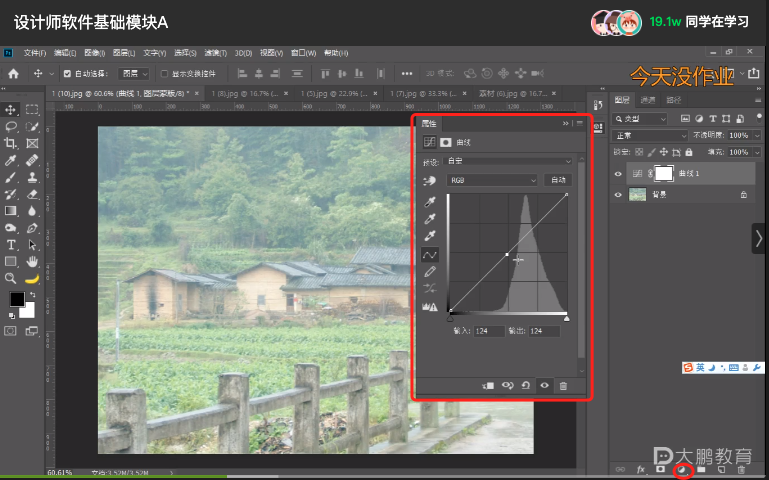 设计师软件基础模块A
19.1w 同学在学习
文件(F) 编辑(E) 图像(I) 图层(L) 文字(Y) 选择(S) 滤镜(T) 3D(D) 视图(V) 窗口(W) 帮助(H)
自动选择: 图层 显示变换控件 3D 模式:
今天没作业
1 (10).jpg @ 60.6% (曲线 1, 图层蒙版/8) * 1 (8).jpg @ 16.7% 1 (5).jpg @ 22.9% 1 (7).jpg @ 33.3% 素材 (6).jpg @ 16.7
属性
曲线
预设: 自定
RGB 自动
输入: 124 输出: 124
图层 通道 路径
类型
正常 不透明度: 100%
锁定: 填充: 100%
曲线 1
背景
英
大鹏教育
60.61% 文档:3.52M/3.52M